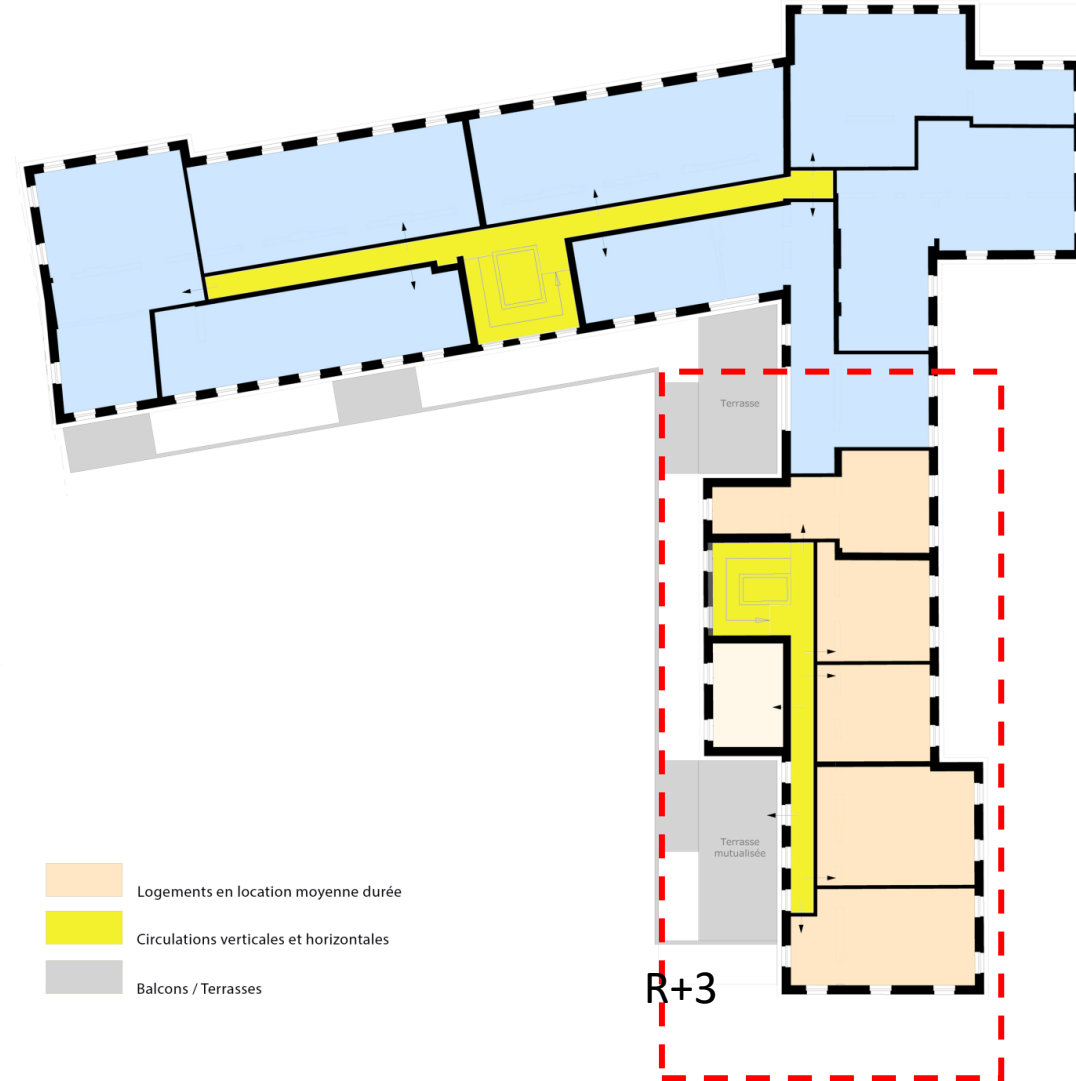 Terrasse
Terrasse
mutualisée
Logements en location moyenne durée
Circulations verticales et horizontales
Balcons / Terrasses
R+3